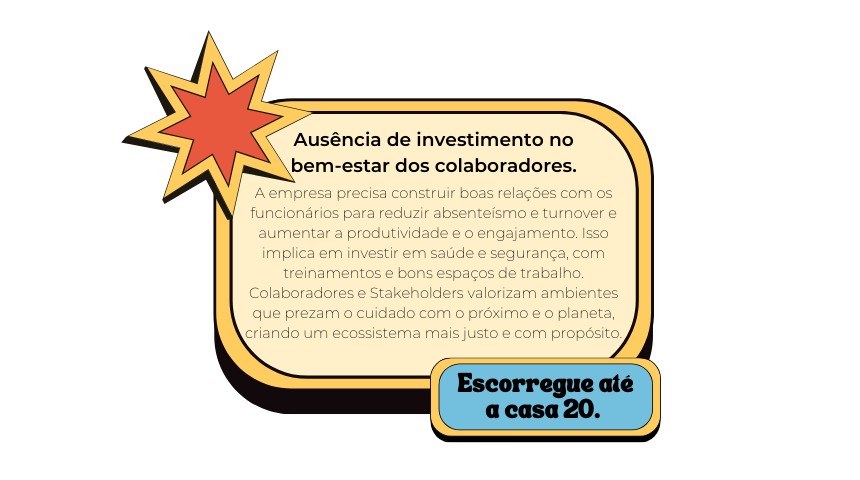 Ausência de investimento no
bem-estar dos colaboradores.
A empresa precisa construir boas relações com os
funcionários para reduzir absenteísmo e turnover e
aumentar a produtividade e o engajamento. Isso
implica em investir em saúde e segurança, com
treinamentos e bons espaços de trabalho.
Colaboradores e Stakeholders valorizam ambientes
que prezam o cuidado com o próximo e o planeta,
criando um ecossistema mais justo e com propósito.
Escorregue até
a casa 20.